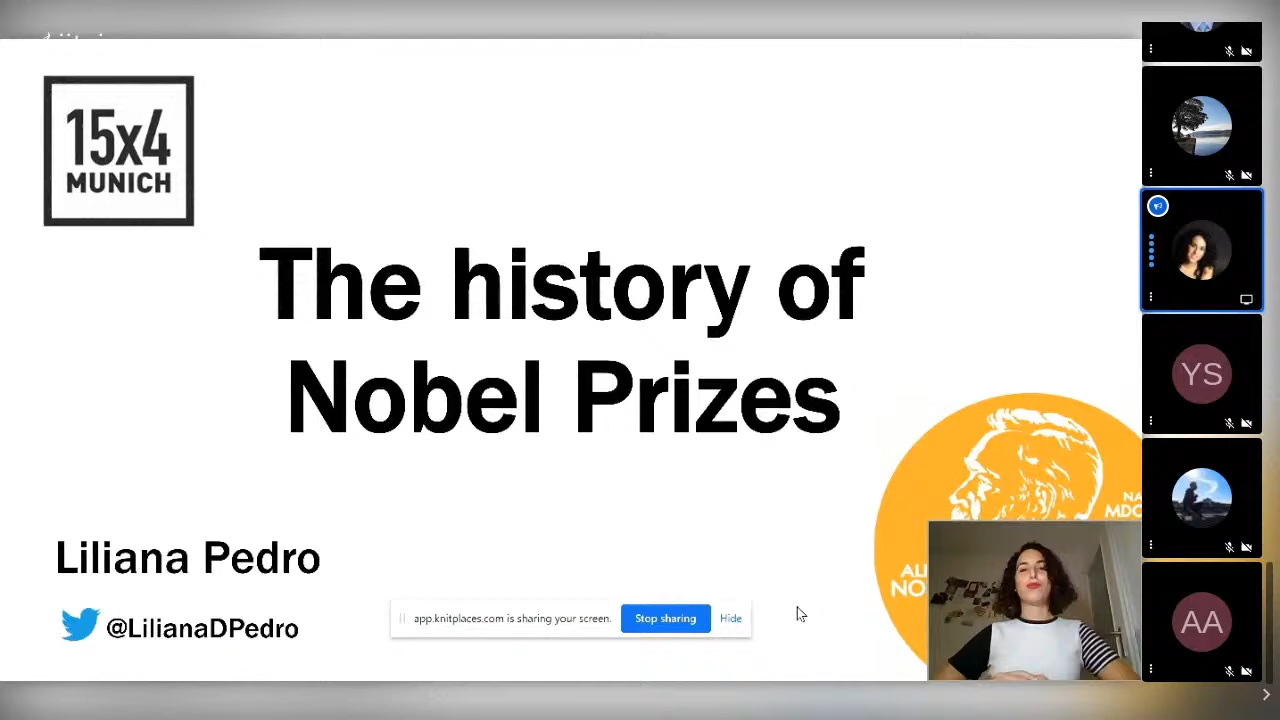 15x4
MUNICH
The history of
Nobel Prizes
Liliana Pedro
@LilianaDPedro
app.knitplaces.com is sharing your screen.
Stop sharing
Hide
YS
AA